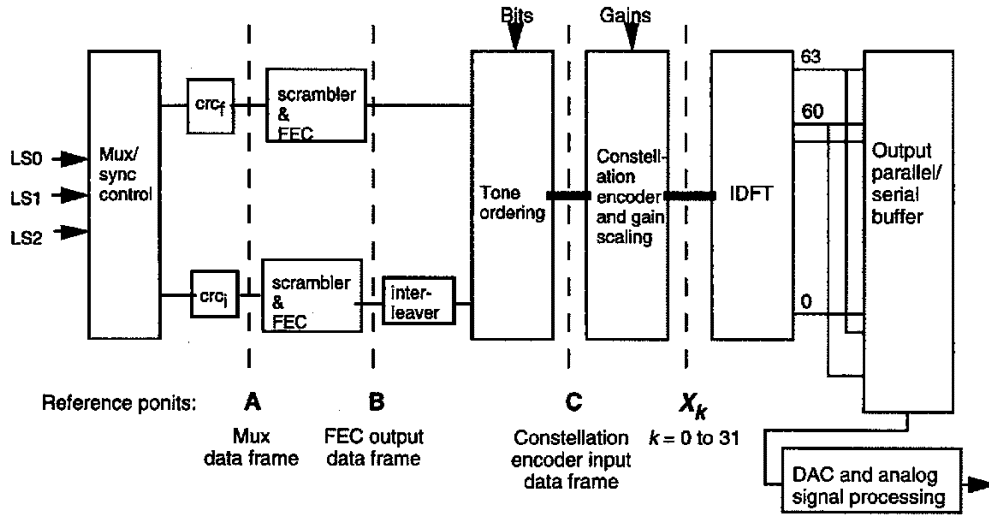 Bits
Gains
LS0
LS1
LS2
Mux/
sync
control
crcf
scrambler
&
FEC
crci
scrambler
&
FEC
inter-
leaver
Tone
ordering
Constell-
ation
encoder
and gain
scaling
IDFT
63
60
0
Output
parallel/
serial
buffer
Reference ponits:
A
B
C
Xk
Mux
data frame
FEC output
data frame
Constellation
encoder input
data frame
k = 0 to 31
DAC and analog
signal processing